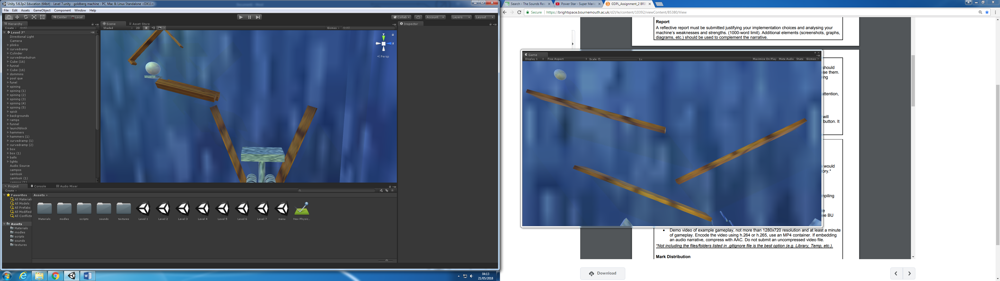 Unity 5.6.3p2 Education (64bit) - Level 7.unity - goldberg machine - PC, Mac & Linux Standalone <DX11>
File Edit Assets GameObject Component Window Help
Center Local
Collab Account Layers Layout
Hierarchy
Create All
Level 7*
Directional Light
Camera
plinko
curvedramp
Cylinder
curvedmarbulrun
Cube (16)
funnel
Cube (16)
dommins
pool que
funel
spining
spining (1)
spining (2)
spining (3)
spining (4)
spining (5)
spick
backgrounds
ramps
funnel
launchblock
hammers
hammers (1)
curvedramp (1)
curvedramp (2)
box
box (1)
balls
lights
Audio Source
campos
camlook
camlook (1)
campos (1)
Scene Asset Store
Shaded 2D Gizmos All
y
z
Persp
Inspector
Project Console Audio Mixer
Create
Favorites
All Materials
All Models
All Prefabs
All Modified
All Conflicte
Assets
Materials
modles
scripts
sounds
textures
Assets
Materials modles scripts sounds textures Level 1 Level 2 Level 3 Level 4 Level 5 Level 6 Level 7 menu New Physic...
04:13
21/05/2018
Search - The Sounds Res Power Star - Super Mario GDPL_Assignment_2 BRIE
Secure https://brightspace.bournemouth.ac.uk/d2l/le/content/10392/viewContent/85380/View
Report
A reflective report must be submitted justifying your implementation choices and analysing your
machine's weaknesses and strengths. (1000-word limit). Additional elements (screenshots, graphs,
diagrams, etc.) should be used to complement the narrative.
Game
Display 1 Free Aspect Scale 1x Maximize On Play Mute Audio Stats Gizmos
should
se them.
ng
attention,
will
button. It
would
ory.*
mpiling
e
ee BU
Demo video of example gameplay, not more than 1280x720 resolution and at least a minute
of gameplay. Encode the video using h.264 or h.265, use an MP4 container. If embedding
an audio narrative, compress with AAC. Do not submit an uncompressed video file.
*Not including the files/folders listed in .gitignore file is the best option (e.g. Library, Temp, etc.).
Mark Distribution
Download